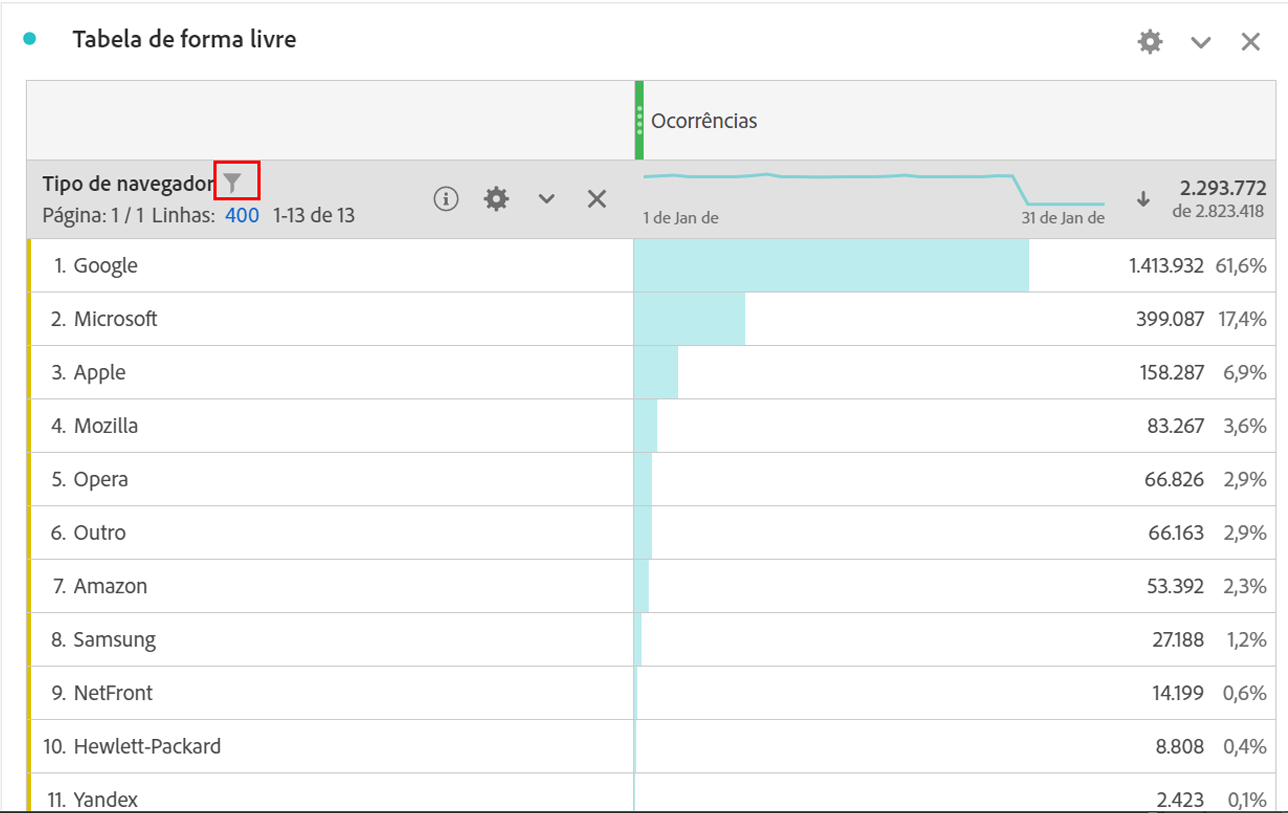 Tabela de forma livre
Ocorrências
Tipo de navegador
Página: 1 / 1 Linhas: 400 1-13 de 13
1 de Jan de
31 de Jan de
2.293.772
de 2.823.418
1. Google 1.413.932 61,6%
2. Microsoft 399.087 17,4%
3. Apple 158.287 6,9%
4. Mozilla 83.267 3,6%
5. Opera 66.826 2,9%
6. Outro 66.163 2,9%
7. Amazon 53.392 2,3%
8. Samsung 27.188 1,2%
9. NetFront 14.199 0,6%
10. Hewlett-Packard 8.808 0,4%
11. Yandex 2.423 0,1%